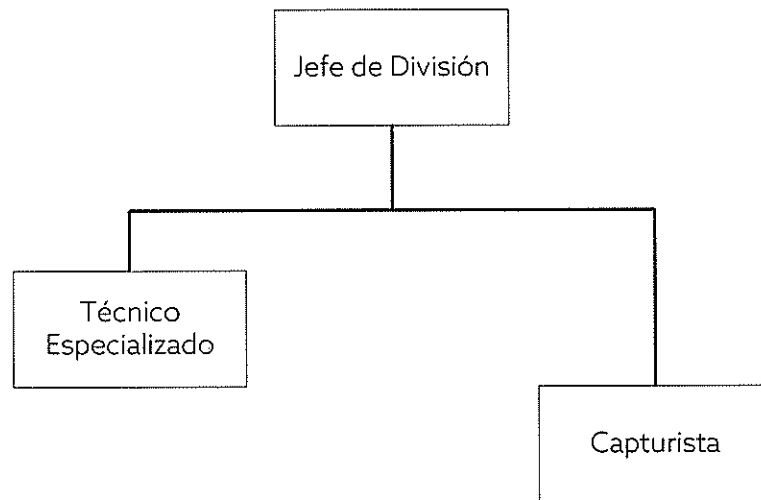 Jefe de División
Técnico
Especializado
Capturista